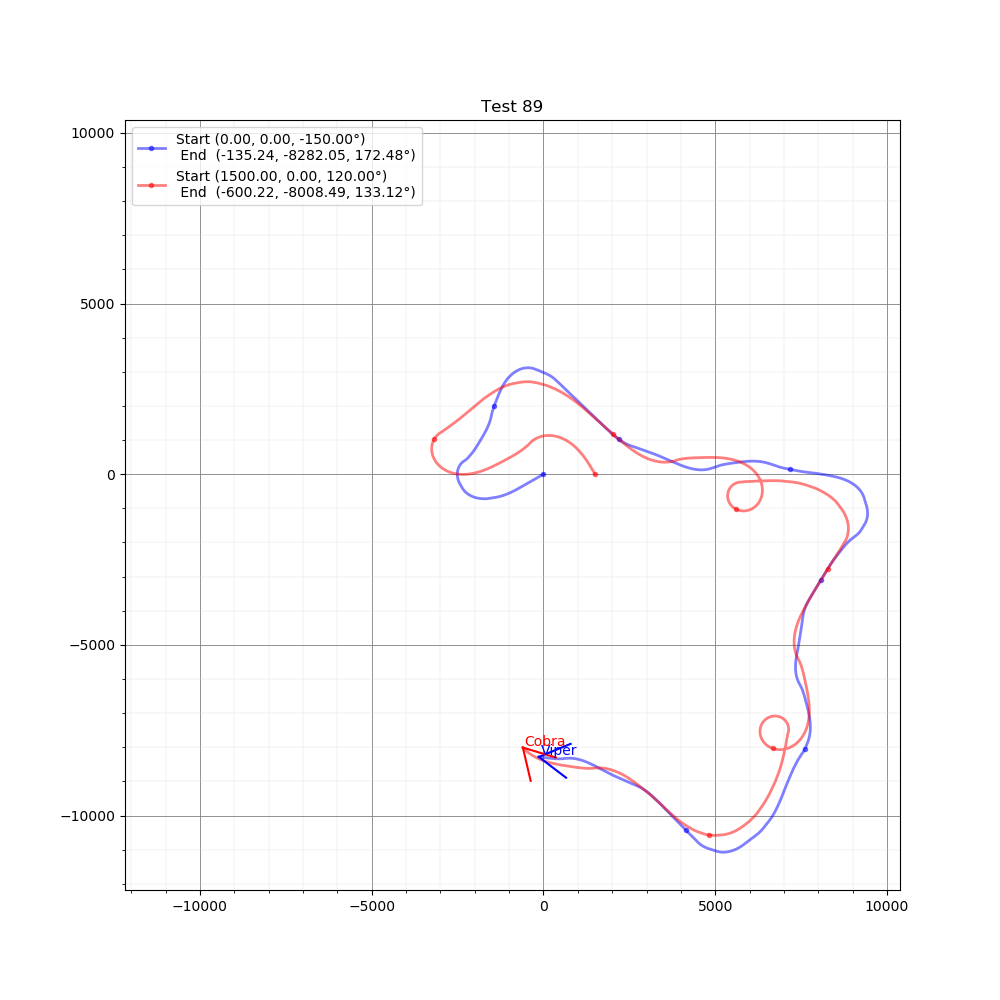 Test 89
Start (0.00, 0.00, -150.00°)
End (-135.24, -8282.05, 172.48°)
Start (1500.00, 0.00, 120.00°)
End (-600.22, -8008.49, 133.12°)
10000
5000
0
−5000
−10000
Cobra
Viper
−10000
−5000
0
5000
10000